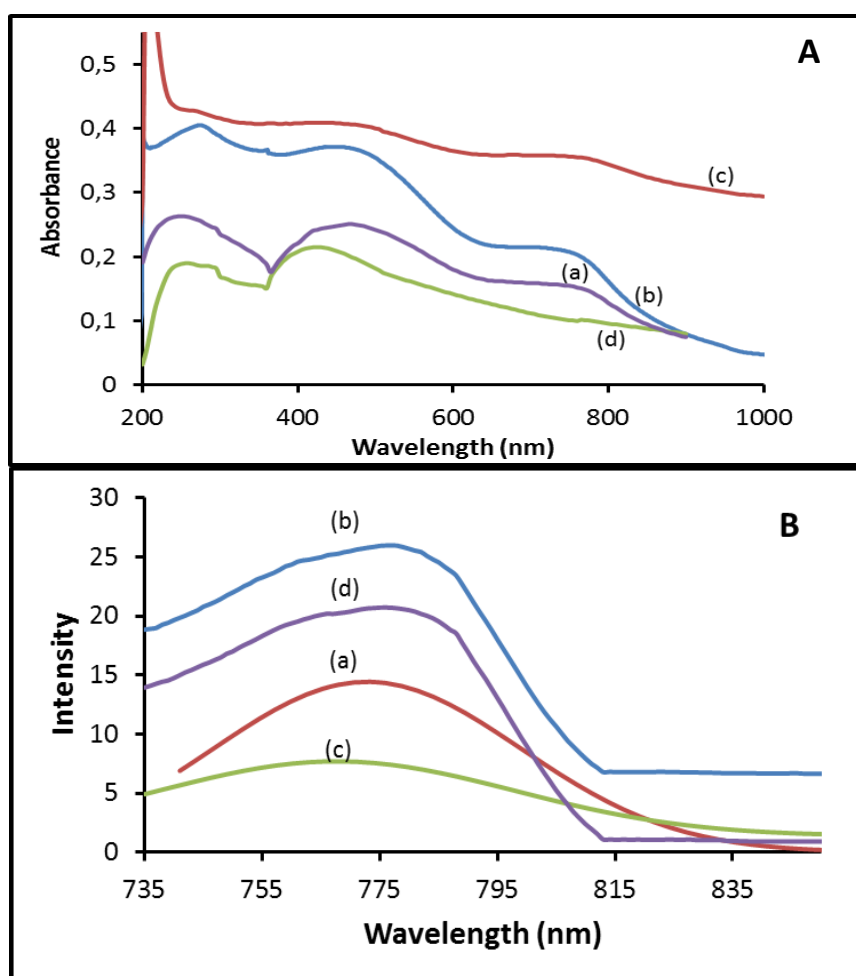 A
0,5
0,4
0,3
0,2
0,1
0
Absorbance
(c)
(a)
(b)
(d)
200 400 600 800 1000
Wavelength (nm)
B
30
25
20
15
10
5
0
Intensity
(b)
(d)
(a)
(c)
735 755 775 795 815 835
Wavelength (nm)